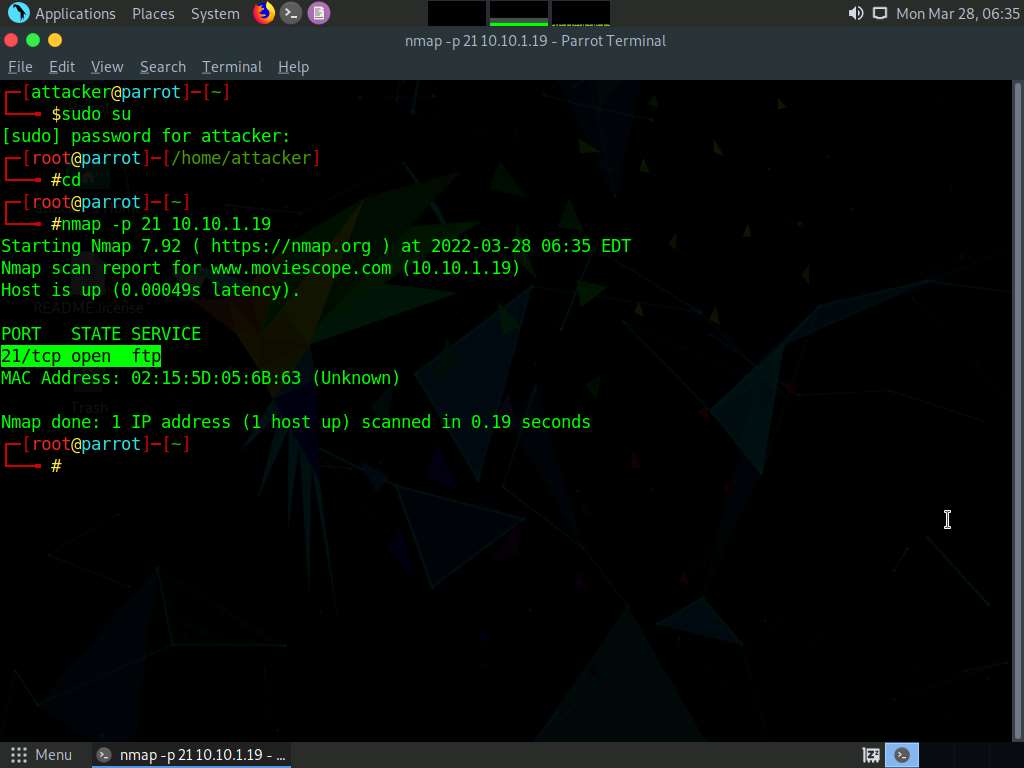 Applications Places System Mon Mar 28, 06:35
nmap -p 21 10.10.1.19 - Parrot Terminal
File Edit View Search Terminal Help
[attacker@parrot]─[~]
$sudo su
[sudo] password for attacker:
[root@parrot]─[/home/attacker]
#cd
[root@parrot]─[~]
#nmap -p 21 10.10.1.19
Starting Nmap 7.92 ( https://nmap.org ) at 2022-03-28 06:35 EDT
Nmap scan report for www.moviescope.com (10.10.1.19)
Host is up (0.00049s latency).
README.license
PORT STATE SERVICE
21/tcp open ftp
MAC Address: 02:15:5D:05:6B:63 (Unknown)
Trash
Nmap done: 1 IP address (1 host up) scanned in 0.19 seconds
[root@parrot]─[~]
#
Menu nmap -p 21 10.10.1.19 - ...